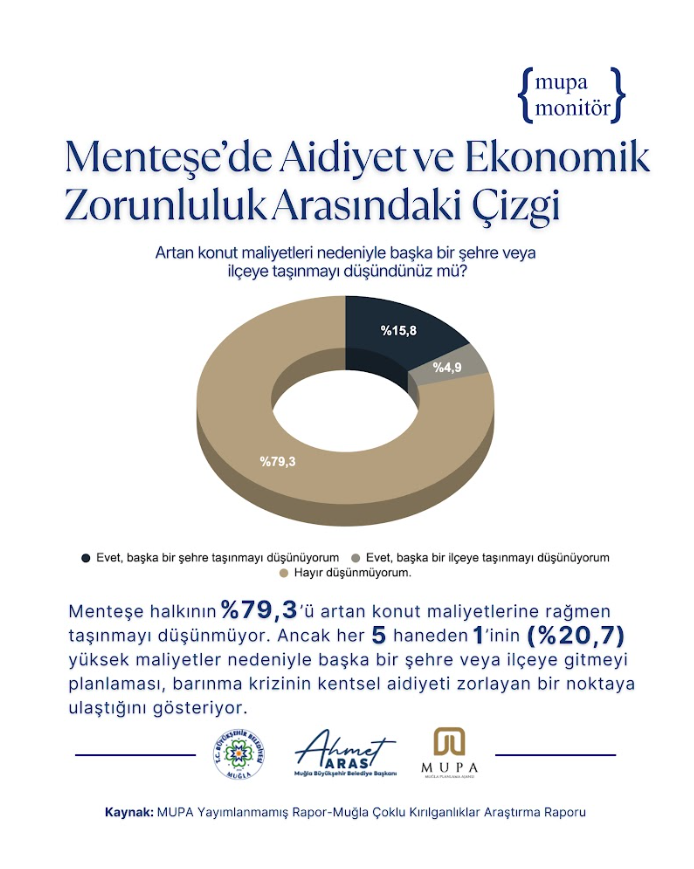 mupa
monitör
Menteşe’de Aidiyet ve Ekonomik
Zorunluluk Arasındaki Çizgi
Artan konut maliyetleri nedeniyle başka bir şehre veya
ilçeye taşınmayı düşündünüz mü?
%15,8
%4,9
%79,3
Evet, başka bir şehre taşınmayı düşünüyorum Evet, başka bir ilçeye taşınmayı düşünüyorum
Hayır düşünmüyorum.
Menteşe halkının %79,3’ü artan konut maliyetlerine rağmen
taşınmayı düşünmüyor. Ancak her 5 haneden 1’inin (%20,7)
yüksek maliyetler nedeniyle başka bir şehre veya ilçeye gitmeyi
planlaması, barınma krizinin kentsel aidiyeti zorlayan bir noktaya
ulaştığını gösteriyor.
T.C. BÜYÜKŞEHİR BELEDİYESİ
MUĞLA
Ahmet
ARAS
Muğla Büyükşehir Belediye Başkanı
MUPA
Kaynak: MUPA Yayımlanmamış Rapor-Muğla Çoklu Kırılganlıklar Araştırma Raporu